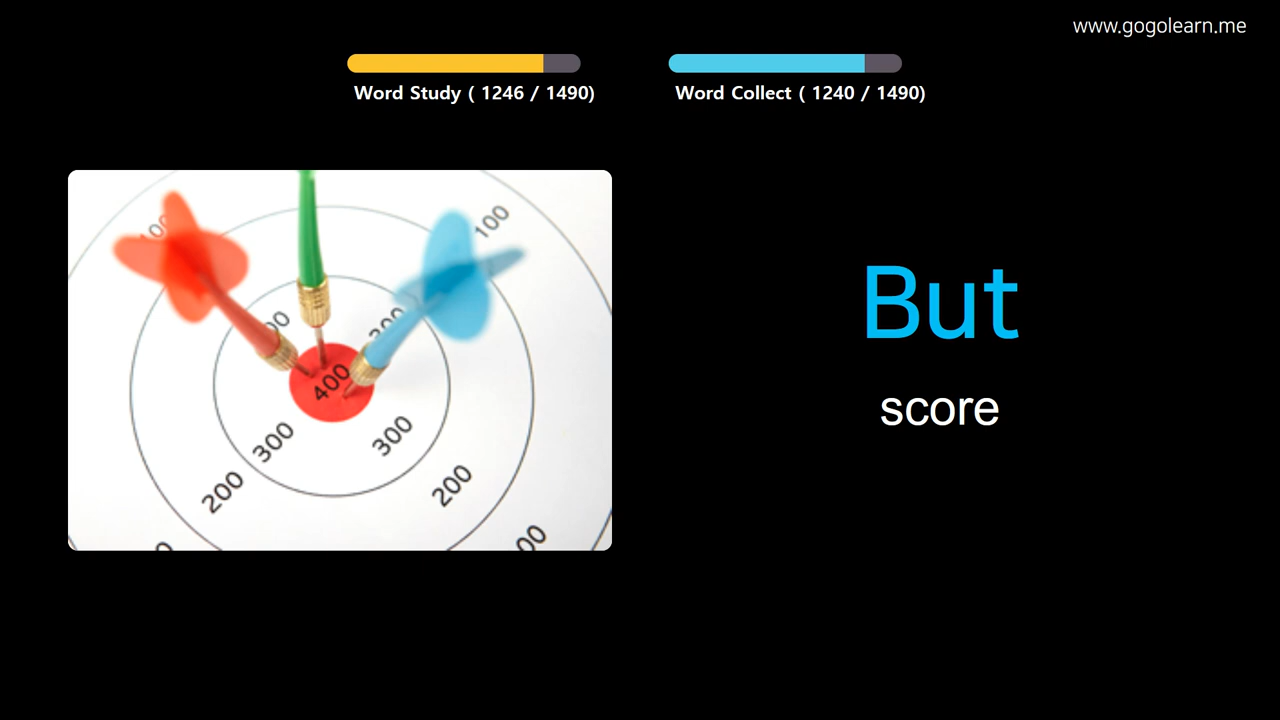 www.gogolearn.me
Word Study ( 1246 / 1490)
Word Collect ( 1240 / 1490)
But
score
100
100
300
200
400
300
300
200
200